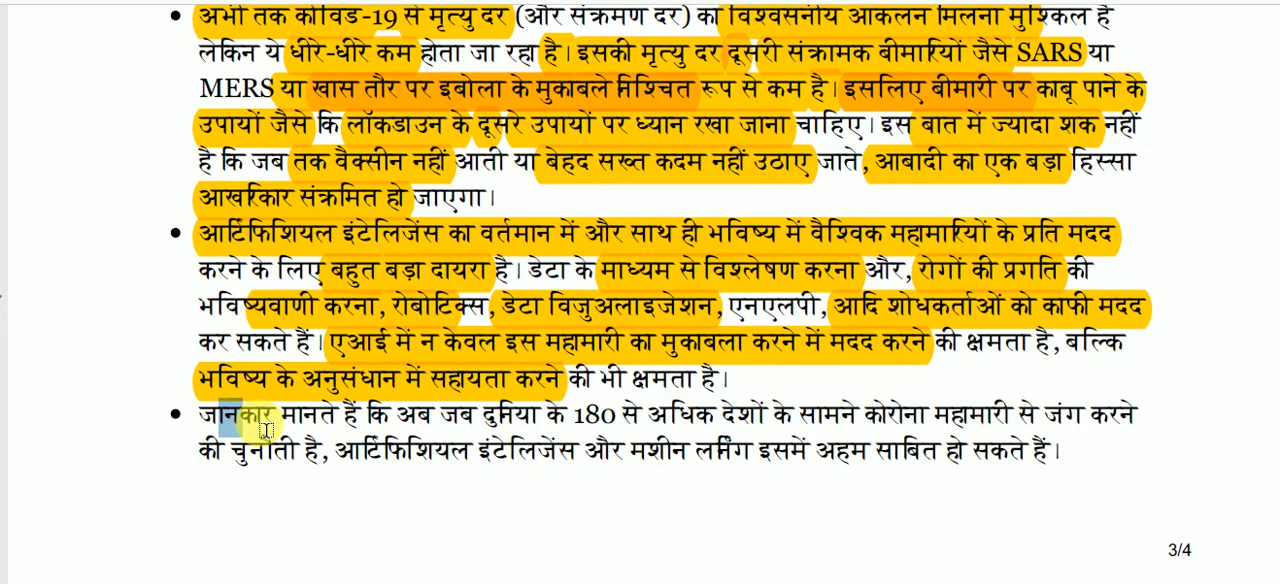 अभी तक कोविड-19 से मृत्यु दर (और संक्रमण दर) का विश्वसनीय आकलन मिलना मुश्किल है
लेकिन ये धीरे-धीरे कम होता जा रहा है। इसकी मृत्यु दर दूसरी संक्रामक बीमारियों जैसे SARS या
MERS या खास तौर पर इबोला के मुकाबले निश्चित रूप से कम है। इसलिए बीमारी पर काबू पाने के
उपायों जैसे कि लॉकडाउन के दूसरे उपायों पर ध्यान रखा जाना चाहिए। इस बात में ज्यादा शक नहीं
है कि जब तक वैक्सीन नहीं आती या बेहद सख्त कदम नहीं उठाए जाते, आबादी का एक बड़ा हिस्सा
आखरिकार संक्रमित हो जाएगा।
आर्टिफिशियल इंटेलिजेंस का वर्तमान में और साथ ही भविष्य में वैश्विक महामारियों के प्रति मदद
करने के लिए बहुत बड़ा दायरा है। डेटा के माध्यम से विश्लेषण करना और, रोगों की प्रगति की
भविष्यवाणी करना, रोबोटिक्स, डेटा विजुअलाइजेशन, एनएलपी, आदि शोधकर्ताओं को काफी मदद
कर सकते हैं। एआई में न केवल इस महामारी का मुकाबला करने में मदद करने की क्षमता है, बल्कि
भविष्य के अनुसंधान में सहायता करने की भी क्षमता है।
जानकार मानते हैं कि अब जब दुनिया के 180 से अधिक देशों के सामने कोरोना महामारी से जंग करने
की चुनौती है, आर्टिफिशियल इंटेलिजेंस और मशीन लर्निंग इसमें अहम साबित हो सकते हैं।
3/4